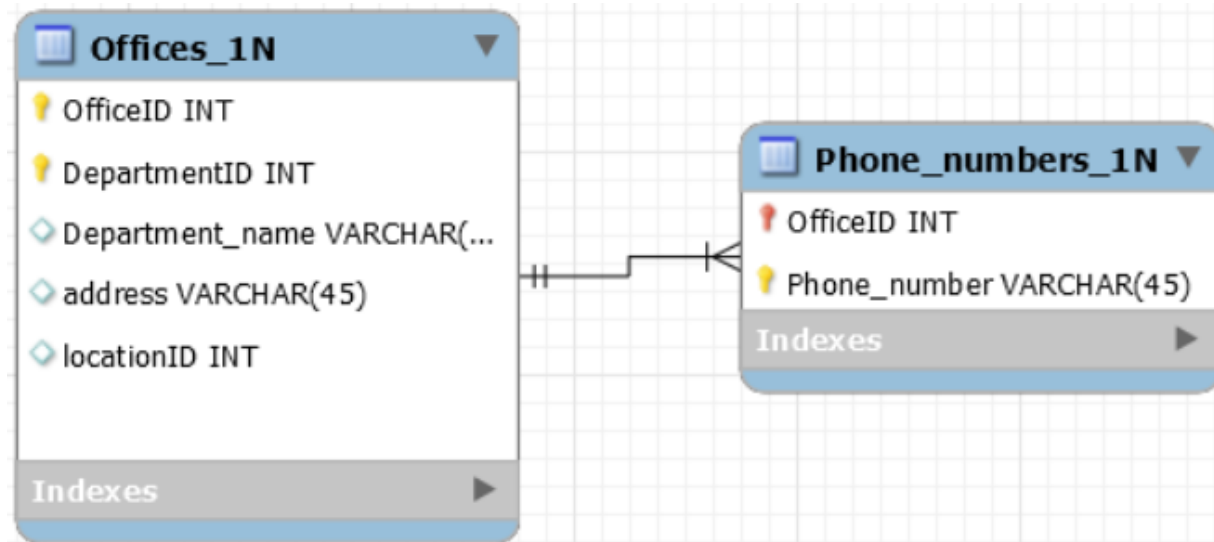 Offices_1N
OfficeID INT
DepartmentID INT
Department_name VARCHAR(...
address VARCHAR(45)
locationID INT
Indexes
Phone_numbers_1N
OfficeID INT
Phone_number VARCHAR(45)
Indexes